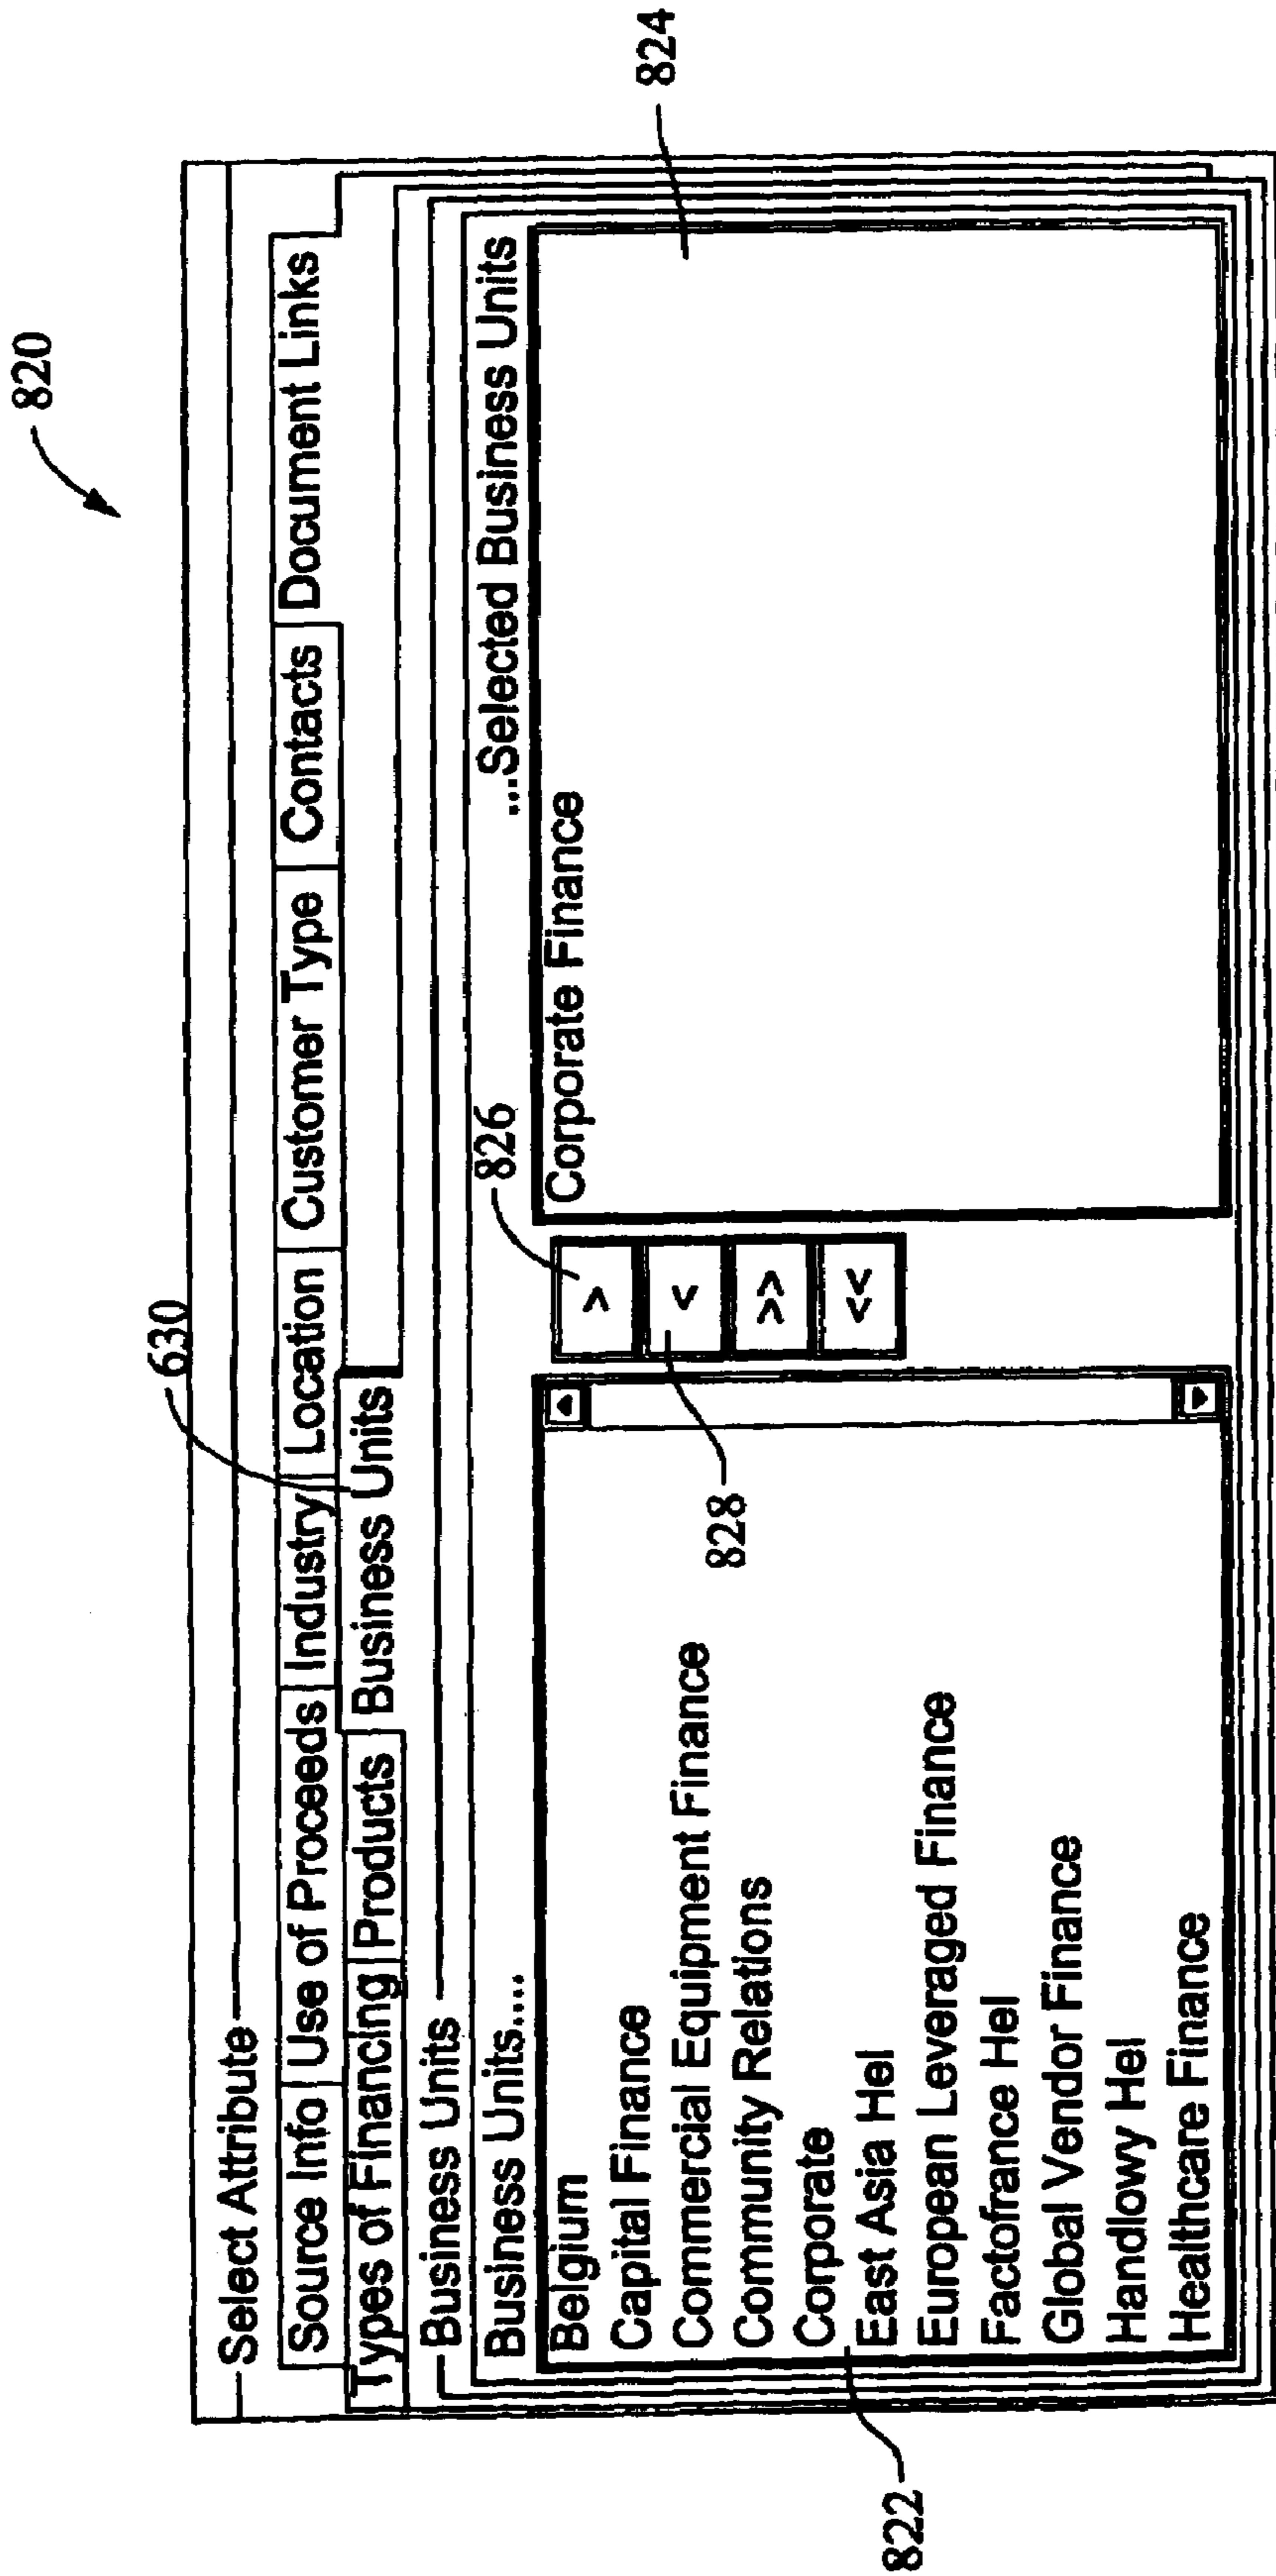 820
Select Attribute
630
Source Info Use of Proceeds Industry Location Customer Type Contacts Document Links
Types of Financing Products Business Units
Business Units
Business Units.... ...Selected Business Units
826
Belgium
Capital Finance
Commercial Equipment Finance
Community Relations
Corporate
East Asia Hel
European Leveraged Finance
Factofrance Hel
Global Vendor Finance
Handlowy Hel
Healthcare Finance
>
<
>>
<<
828
Corporate Finance
824
822